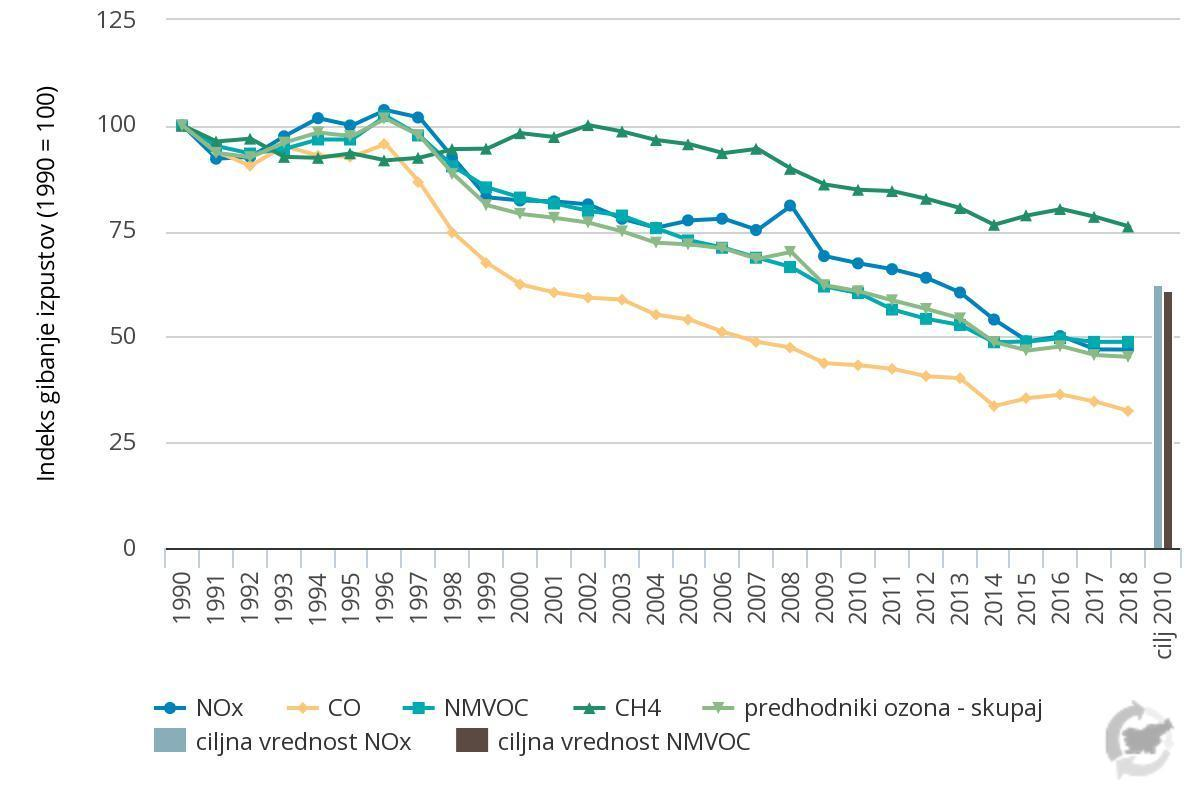 125
100
75
50
25
0
Indeks gibanje izpustov (1990 = 100)
1990 1991 1992 1993 1994 1995 1996 1997 1998 1999 2000 2001 2002 2003 2004 2005 2006 2007 2008 2009 2010 2011 2012 2013 2014 2015 2016 2017 2018 cilj 2010
NOx CO NMVOC CH4 predhodniki ozona - skupaj
ciljna vrednost NOx ciljna vrednost NMVOC